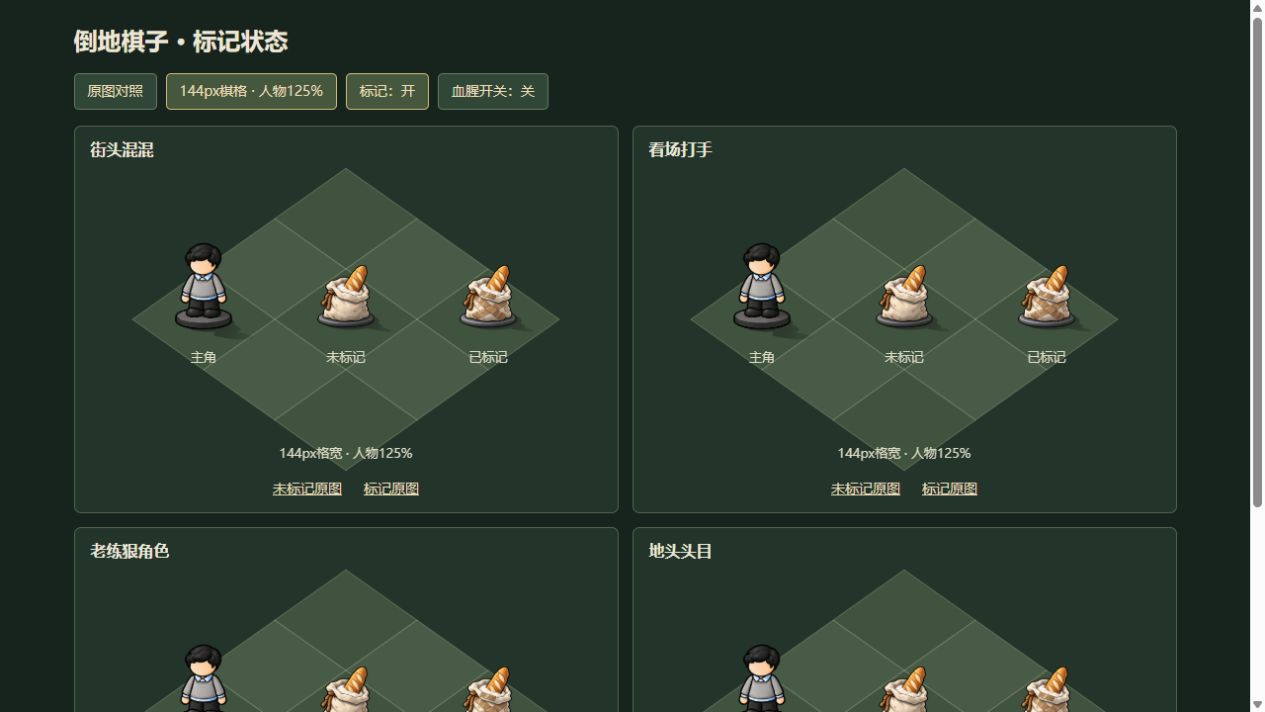 倒地棋子 · 标记状态
原图对照 144px棋格 · 人物125% 标记：开 血腥开关：关
街头混混
主角 未标记 已标记
144px格宽 · 人物125%
未标记原图 标记原图
看场打手
主角 未标记 已标记
144px格宽 · 人物125%
未标记原图 标记原图
老练狠角色
地头头目